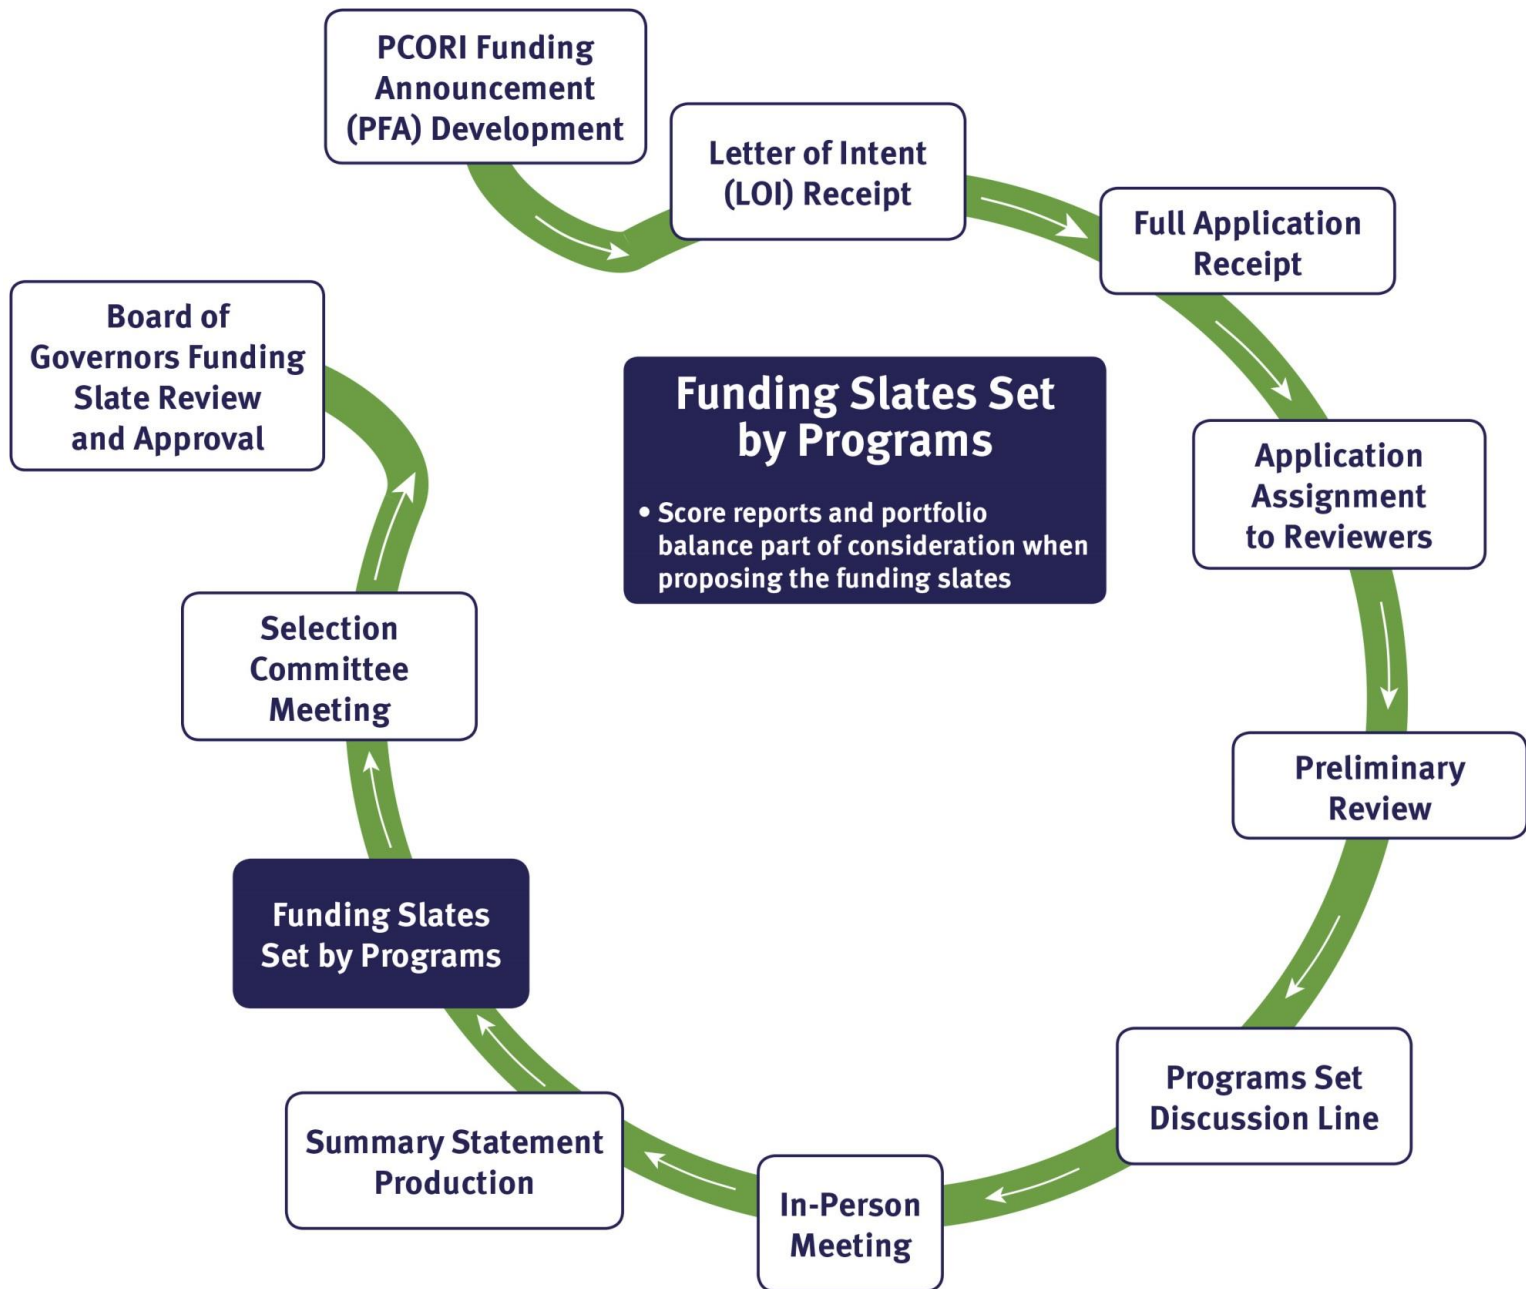 PCORI Funding
Announcement
(PFA) Development
Letter of Intent
(LOI) Receipt
Full Application
Receipt
Application
Assignment
to Reviewers
Preliminary
Review
Programs Set
Discussion Line
In-Person
Meeting
Summary Statement
Production
Funding Slates
Set by Programs
Selection
Committee
Meeting
Board of
Governors Funding
Slate Review
and Approval
Funding Slates Set
by Programs
• Score reports and portfolio
balance part of consideration when
proposing the funding slates